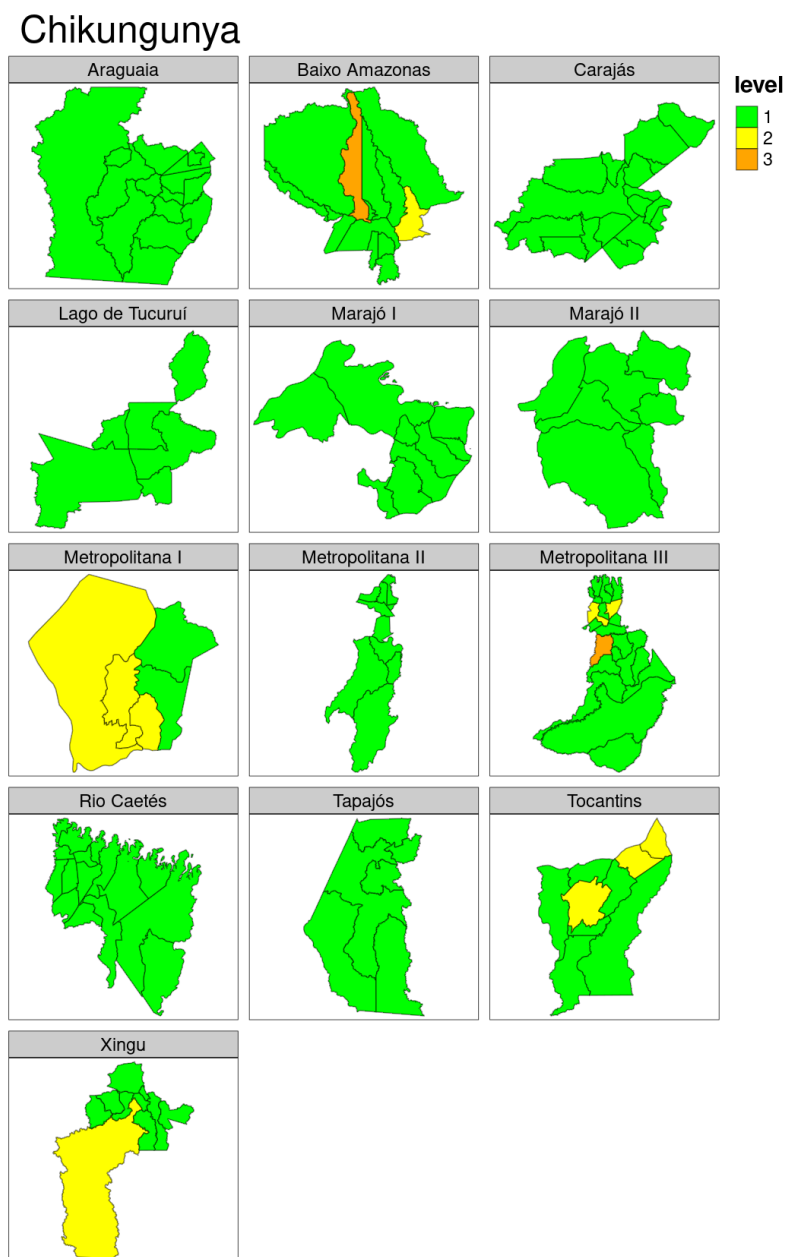 Chikungunya
Araguaia
Baixo Amazonas
Carajás
level
1
2
3
Lago de Tucuruí
Marajó I
Marajó II
Metropolitana I
Metropolitana II
Metropolitana III
Rio Caetés
Tapajós
Tocantins
Xingu